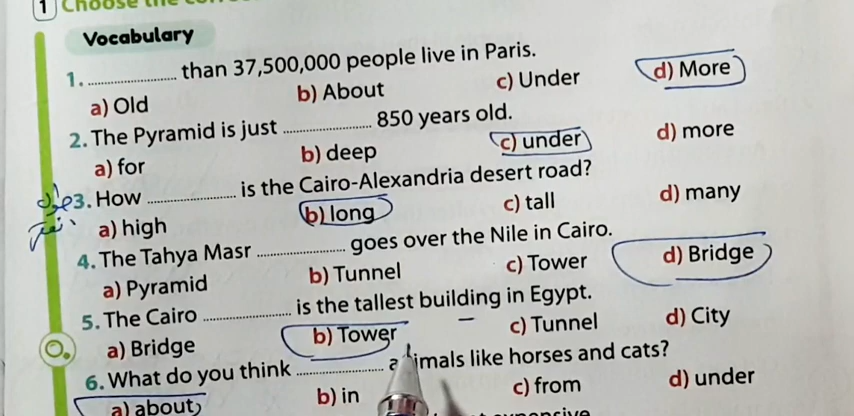 1 Choose the
Vocabulary
1. ............ than 37,500,000 people live in Paris.
a) Old b) About c) Under d) More
2. The Pyramid is just ............ 850 years old.
a) for b) deep c) under d) more
3. How ............ is the Cairo-Alexandria desert road?
a) high b) long c) tall d) many
4. The Tahya Masr ............ goes over the Nile in Cairo.
a) Pyramid b) Tunnel c) Tower d) Bridge
5. The Cairo ............ is the tallest building in Egypt.
a) Bridge b) Tower c) Tunnel d) City
6. What do you think ............ animals like horses and cats?
a) about b) in c) from d) under